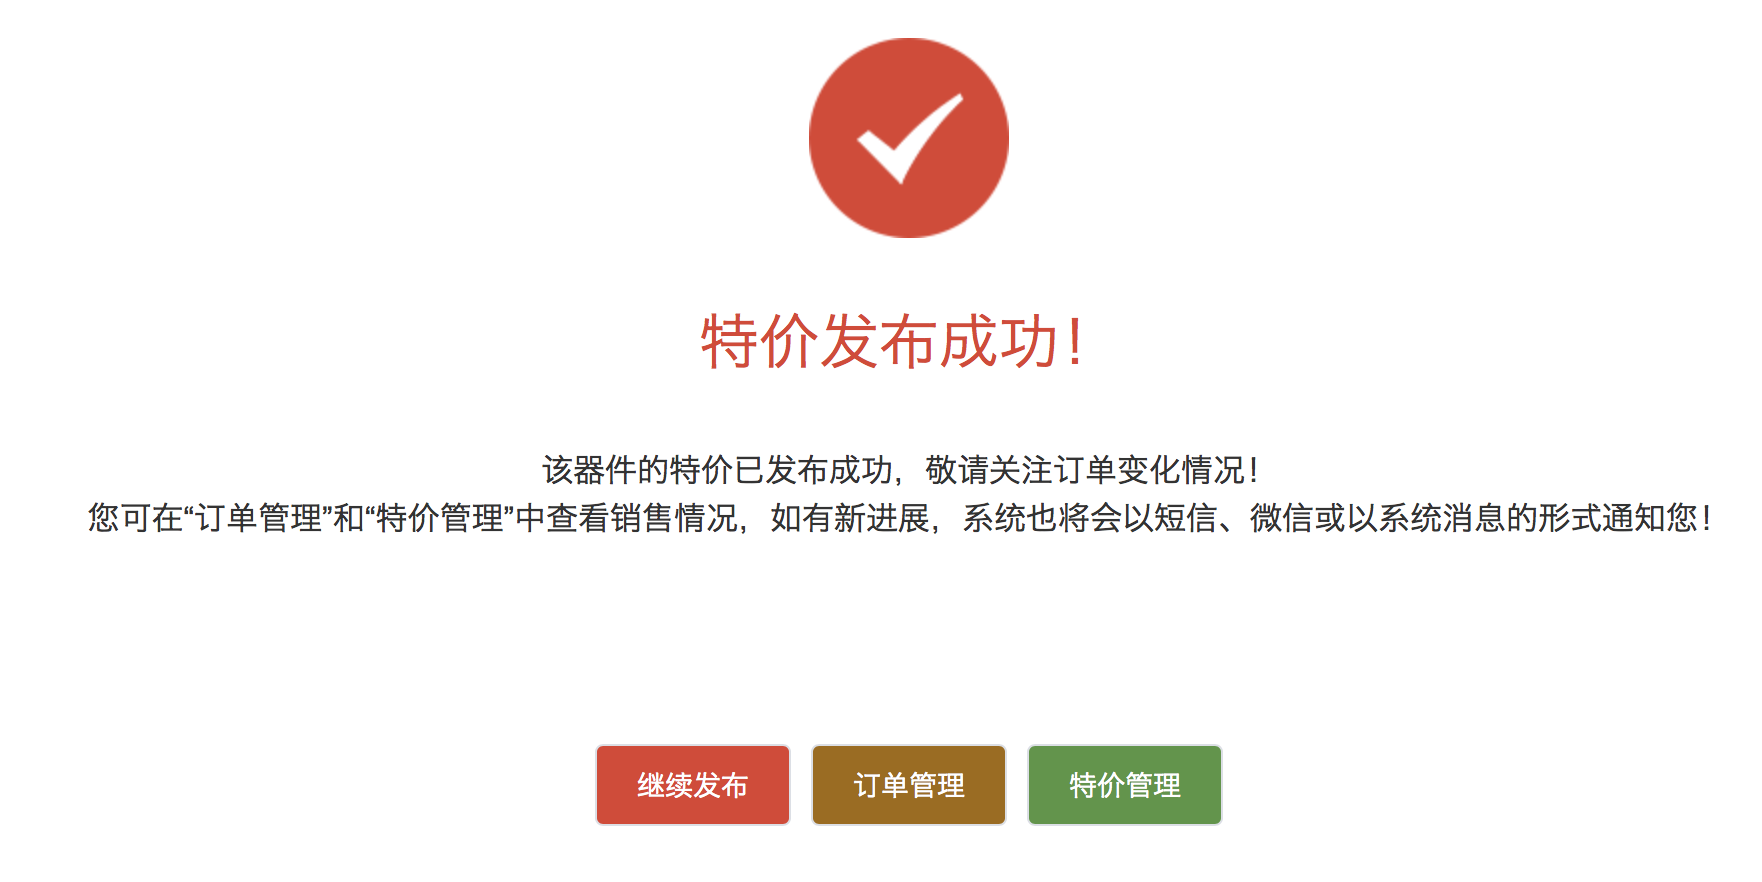 特价发布成功！
该器件的特价已发布成功，敬请关注订单变化情况！
您可在“订单管理”和“特价管理”中查看销售情况，如有新进展，系统也将会以短信、微信或以系统消息的形式通知您！
继续发布 订单管理 特价管理